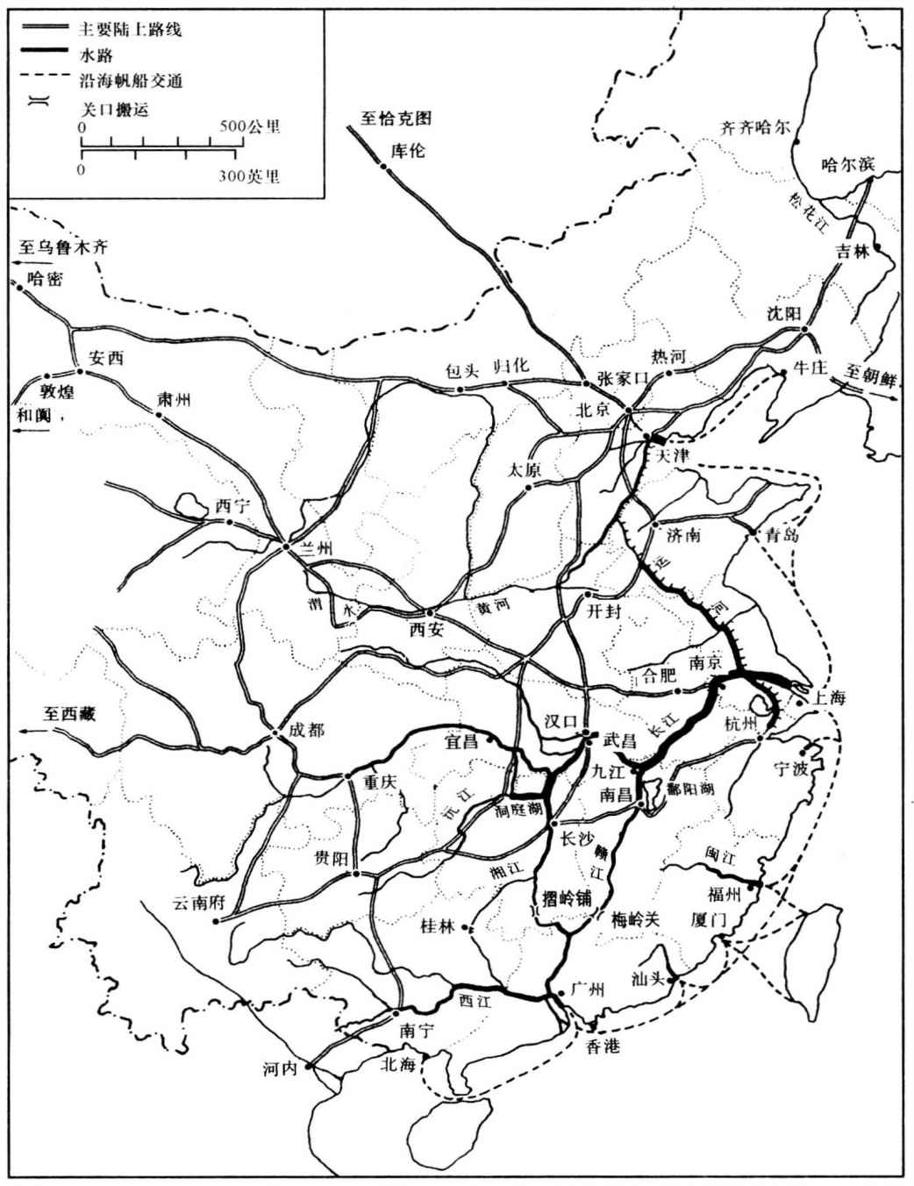 主要陆上路线
水路
沿海帆船交通
关口搬运
0 500公里
0 300英里
至恰克图
库伦
齐齐哈尔
哈尔滨
松花江
吉林
至乌鲁木齐
哈密
沈阳
安西
敦煌
和阗
肃州
包头
归化
张家口
热河
牛庄
至朝鲜
北京
天津
太原
西宁
兰州
济南
青岛
渭水
黄河
西安
开封
运河
合肥
南京
上海
至西藏
成都
宜昌
汉口
武昌
长江
杭州
宁波
九江
南昌
鄱阳湖
重庆
沅江
洞庭湖
长沙
贵阳
湘江
赣江
闽江
福州
云南府
摺岭铺
梅岭关
厦门
桂林
汕头
西江
广州
南宁
香港
河内
北海